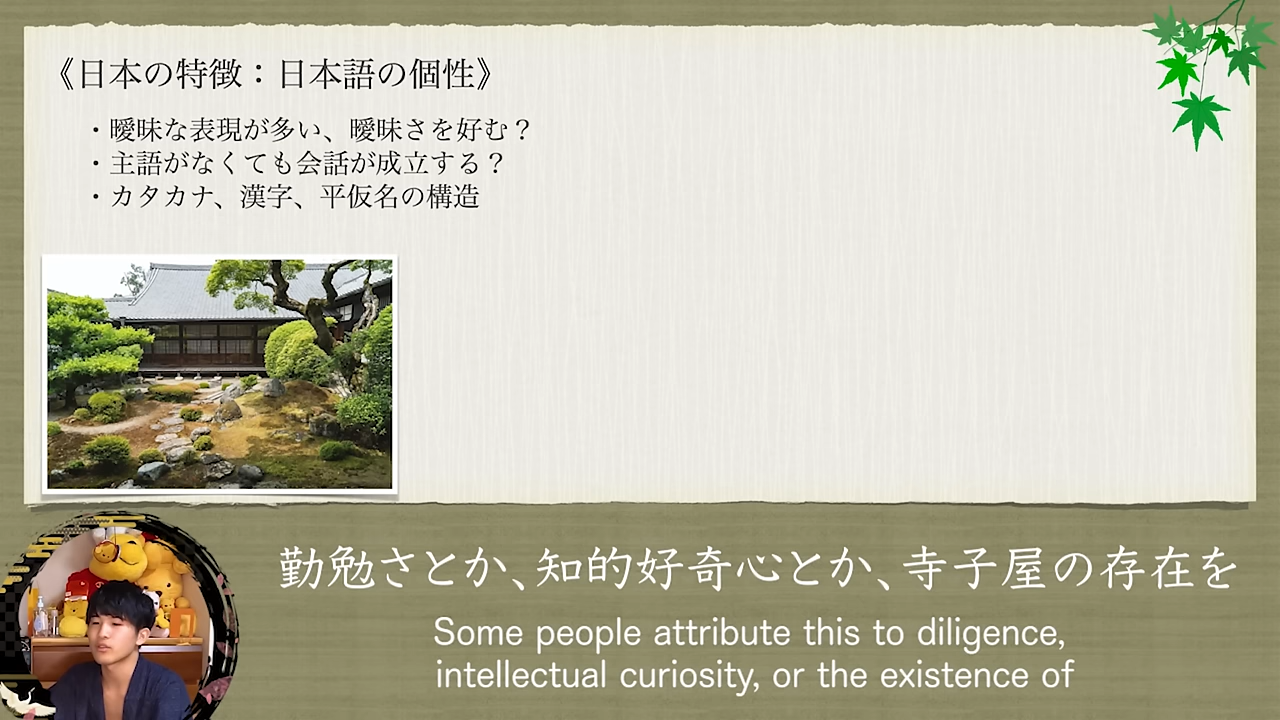 《日本の特徴：日本語の個性》
・曖昧な表現が多い、曖昧さを好む？
・主語がなくても会話が成立する？
・カタカナ、漢字、平仮名の構造
勤勉さとか、知的好奇心とか、寺子屋の存在を
Some people attribute this to diligence,
intellectual curiosity, or the existence of